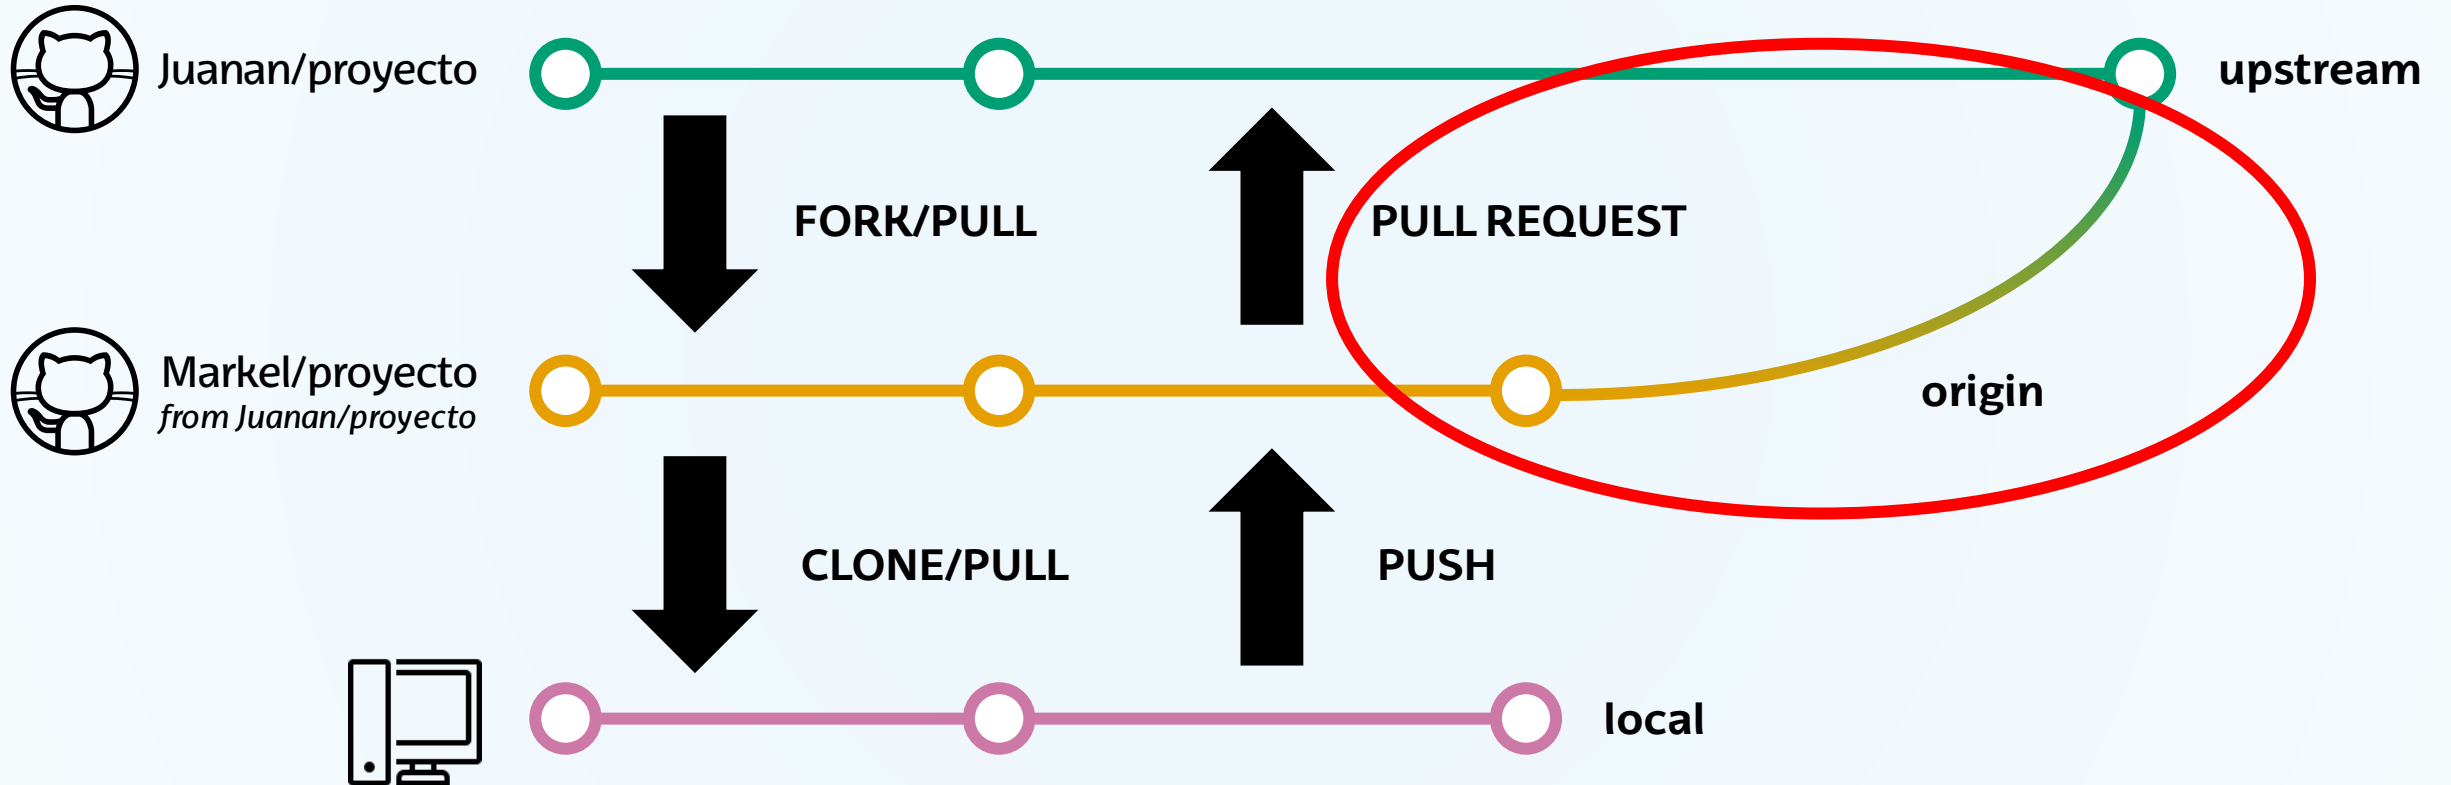 Juanan/proyecto
upstream
FORK/PULL
PULL REQUEST
Markel/proyecto
from Juanan/proyecto
origin
CLONE/PULL
PUSH
local